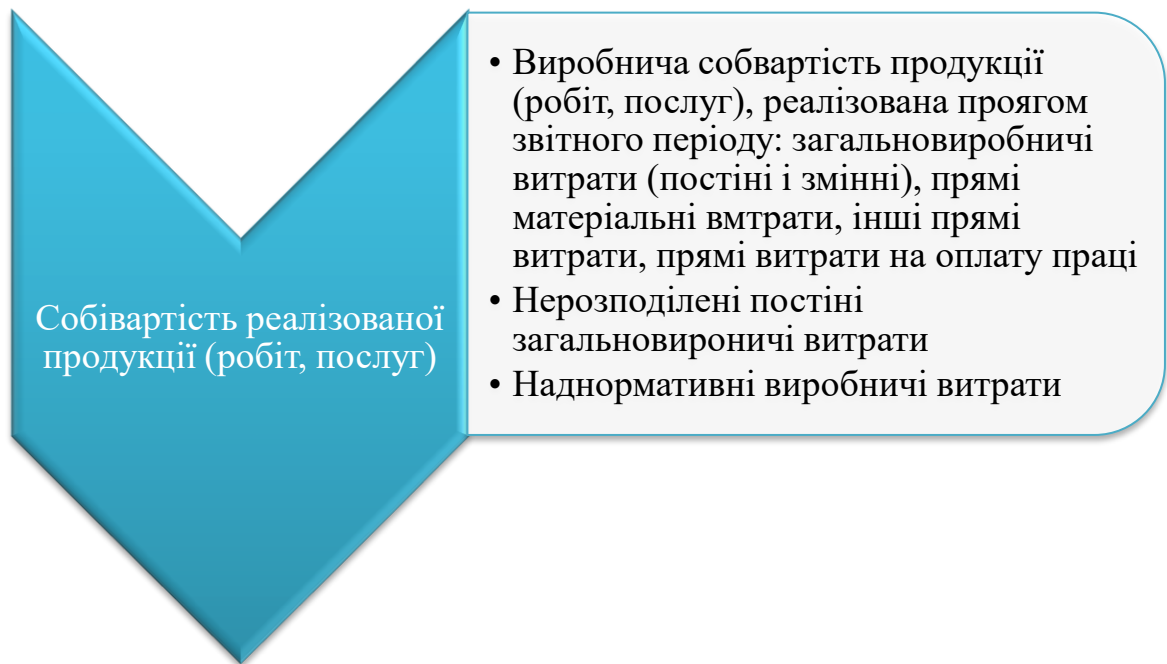 Собівартість реалізованої
продукції (робіт, послуг)
• Виробнича собвартість продукції
(робіт, послуг), реалізована проягом
звітного періоду: загальновиробничі
витрати (постіні і змінні), прямі
матеріальні вмтрати, інші прямі
витрати, прямі витрати на оплату праці
• Нерозподілені постіні
загальновироничі витрати
• Наднормативні виробничі витрати